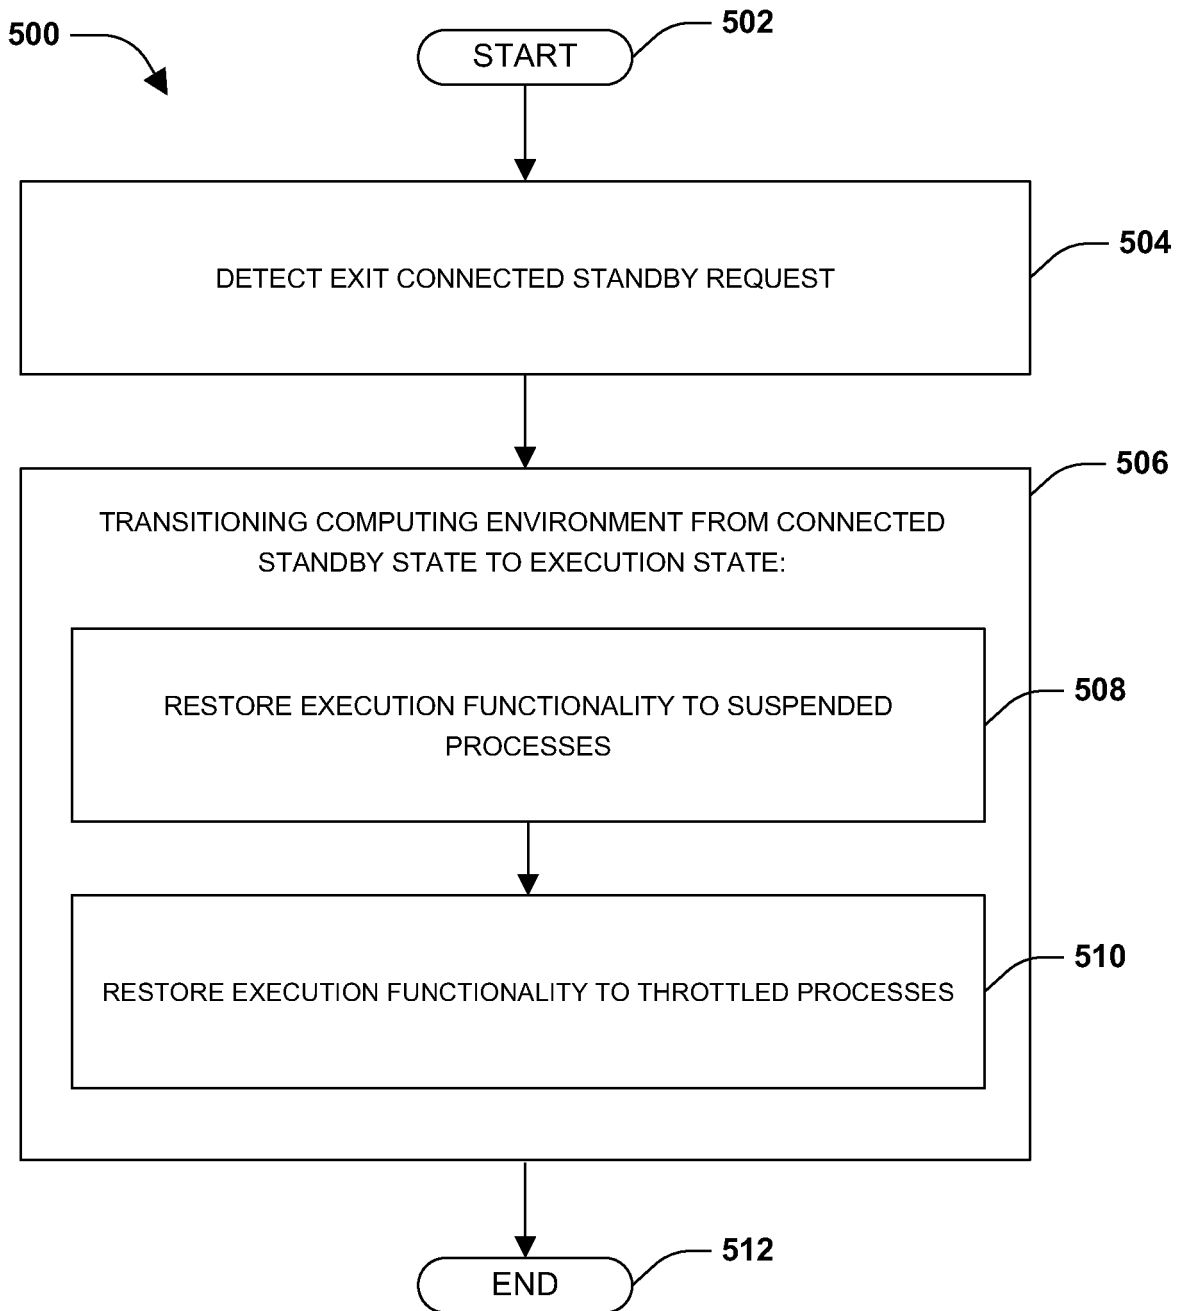 500
502
START
504
DETECT EXIT CONNECTED STANDBY REQUEST
506
TRANSITIONING COMPUTING ENVIRONMENT FROM CONNECTED
STANDBY STATE TO EXECUTION STATE:
508
RESTORE EXECUTION FUNCTIONALITY TO SUSPENDED
PROCESSES
510
RESTORE EXECUTION FUNCTIONALITY TO THROTTLED PROCESSES
512
END